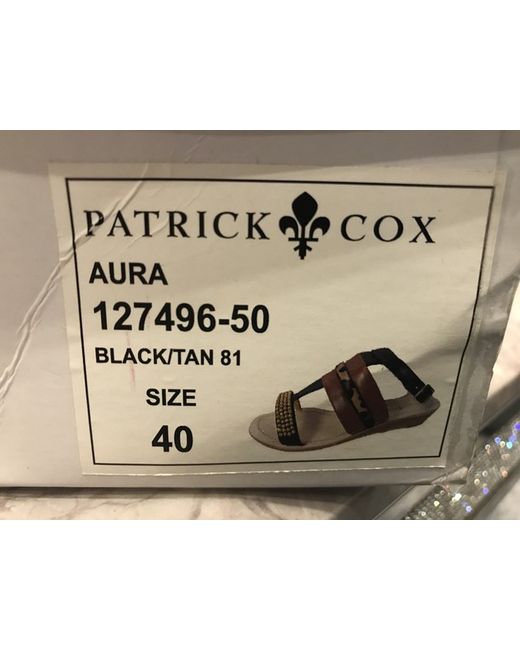 PATRICK COX
AURA
127496-50
BLACK/TAN 81
SIZE
40